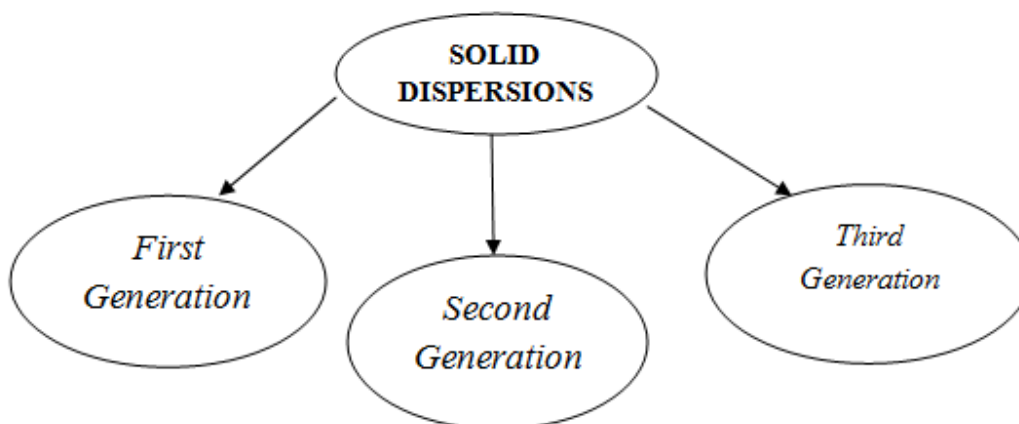 SOLID
DISPERSIONS
First
Generation
Second
Generation
Third
Generation